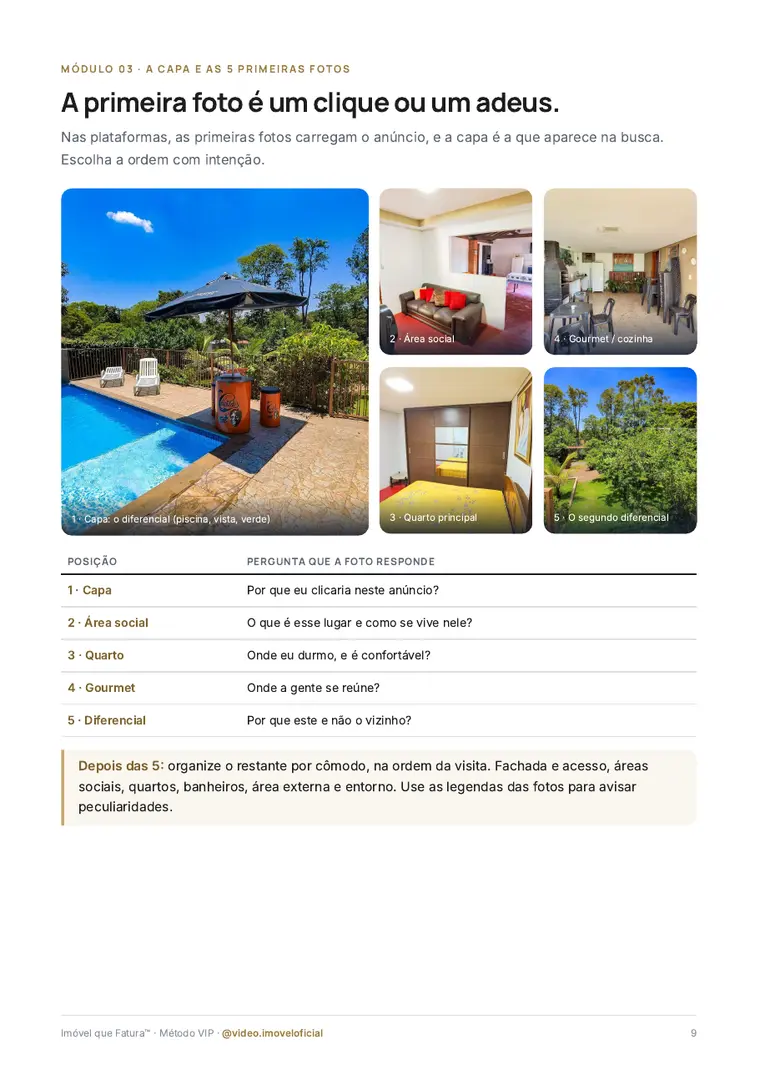 MÓDULO 03 · A CAPA E AS 5 PRIMEIRAS FOTOS
A primeira foto é um clique ou um adeus.
Nas plataformas, as primeiras fotos carregam o anúncio, e a capa é a que aparece na busca.
Escolha a ordem com intenção.
1 · Capa: o diferencial (piscina, vista, verde)
2 · Área social
4 · Gourmet / cozinha
3 · Quarto principal
5 · O segundo diferencial
POSIÇÃO PERGUNTA QUE A FOTO RESPONDE
1 · Capa Por que eu clicaria neste anúncio?
2 · Área social O que é esse lugar e como se vive nele?
3 · Quarto Onde eu durmo, e é confortável?
4 · Gourmet Onde a gente se reúne?
5 · Diferencial Por que este e não o vizinho?
Depois das 5: organize o restante por cômodo, na ordem da visita. Fachada e acesso, áreas
sociais, quartos, banheiros, área externa e entorno. Use as legendas das fotos para avisar
peculiaridades.
Imóvel que Fatura™ · Método VIP · @video.imoveloficial 9